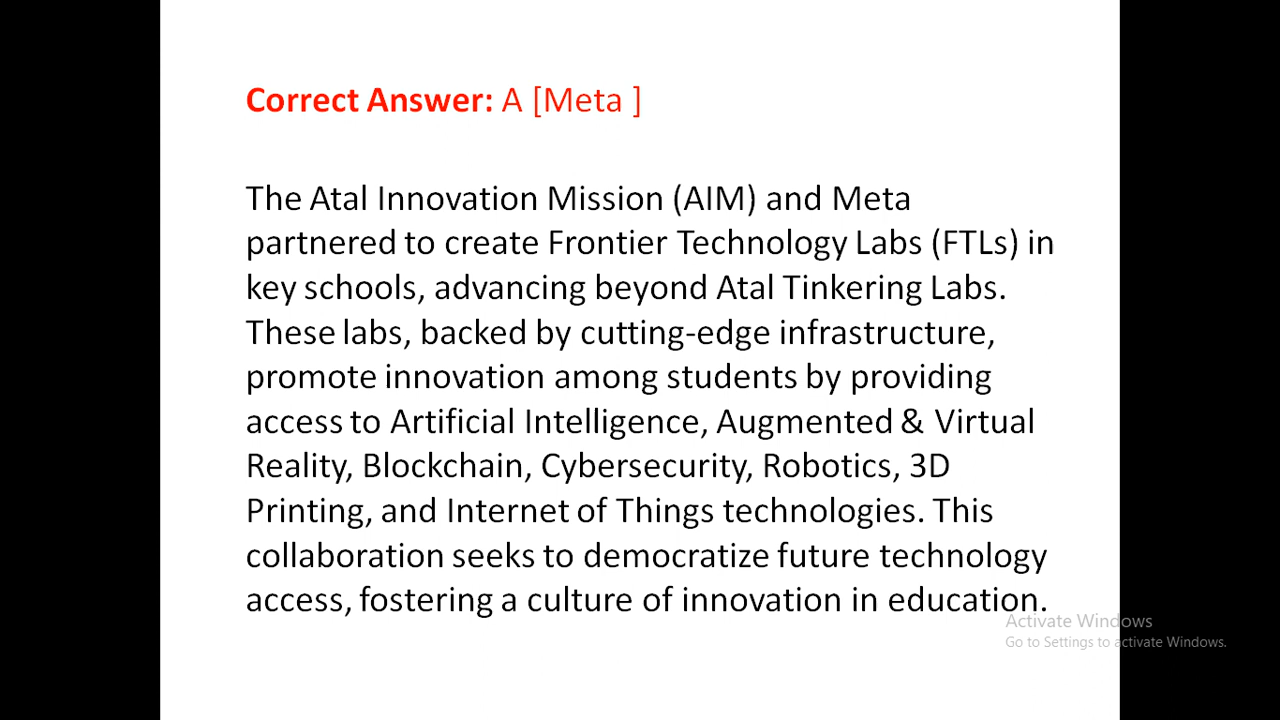 Correct Answer: A [Meta ]
The Atal Innovation Mission (AIM) and Meta
partnered to create Frontier Technology Labs (FTLs) in
key schools, advancing beyond Atal Tinkering Labs.
These labs, backed by cutting-edge infrastructure,
promote innovation among students by providing
access to Artificial Intelligence, Augmented & Virtual
Reality, Blockchain, Cybersecurity, Robotics, 3D
Printing, and Internet of Things technologies. This
collaboration seeks to democratize future technology
access, fostering a culture of innovation in education.
Activate Windows
Go to Settings to activate Windows.